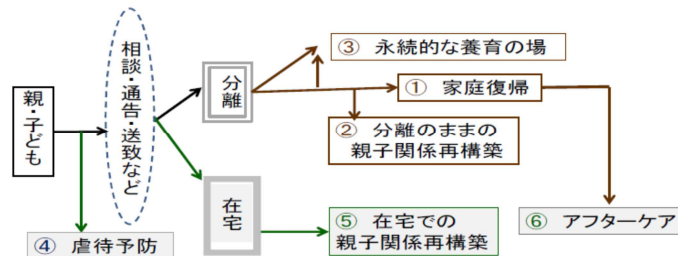 親・子ども
相談・通告・送致など
分離
在宅
③ 永続的な養育の場
① 家庭復帰
② 分離のままの
親子関係再構築
④ 虐待予防
⑤ 在宅での
親子関係再構築
⑥ アフターケア